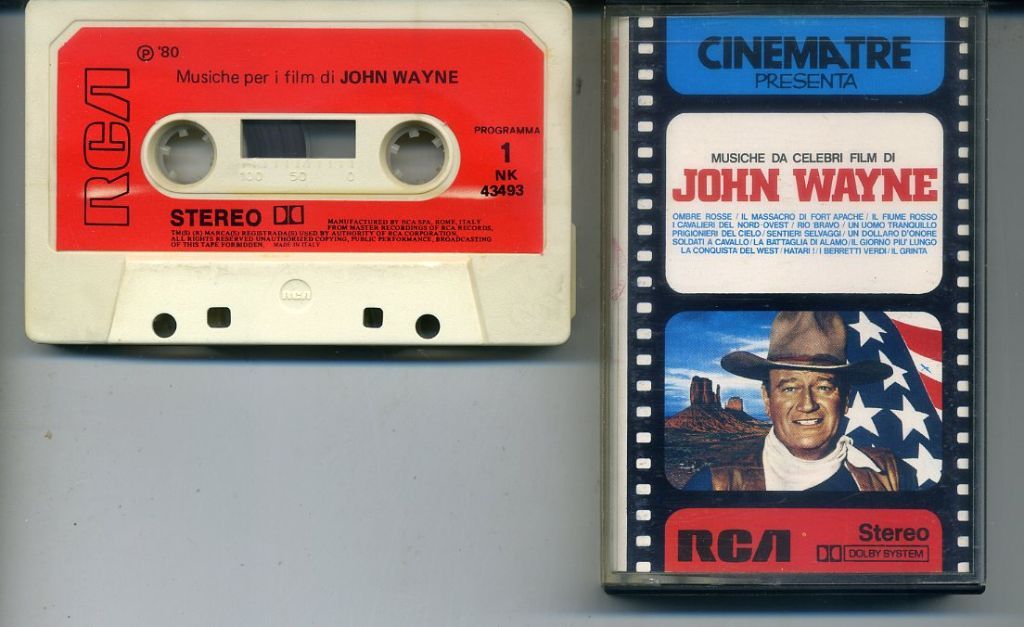 ℗ '80
Musiche per i film di JOHN WAYNE
RCA
PROGRAMMA
1
NK
43493
100 50 0
STEREO
MANUFACTURED BY RCA SPA, ROME, ITALY
FROM MASTER RECORDINGS OF RCA RECORDS,
TM(S) (R) MARCA(S) REGISTRADA(S) USED BY AUTHORITY OF RCA CORPORATION.
ALL RIGHTS RESERVED UNAUTHORIZED COPYING, PUBLIC PERFORMANCE, BROADCASTING
OF THIS TAPE FORBIDDEN. MADE IN ITALY
RCA
CINEMATRE
PRESENTA
MUSICHE DA CELEBRI FILM DI
JOHN WAYNE
OMBRE ROSSE / IL MASSACRO DI FORT APACHE / IL FIUME ROSSO
I CAVALIERI DEL NORD-OVEST / RIO BRAVO / UN UOMO TRANQUILLO
PRIGIONIERI DEL CIELO / SENTIERI SELVAGGI / UN DOLLARO D'ONORE
SOLDATI A CAVALLO / LA BATTAGLIA DI ALAMO / IL GIORNO PIU' LUNGO
LA CONQUISTA DEL WEST / HATARI ! / I BERRETTI VERDI / IL GRINTA
RCA
Stereo
DOLBY SYSTEM